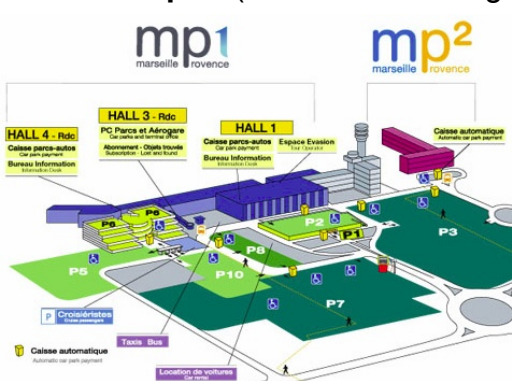 mp1
marseille provence
mp2
marseille provence
HALL 3 - Rdc
PC Parcs et Aérogare
Car parks and terminal office
Abonnement - Objets trouvés
Subscription - Lost and found
HALL 4 - Rdc
Caisse parcs-autos
Car park payment
Bureau Information
Information Desk
HALL 1
Caisse parcs-autos
Car park payment
Bureau Information
Information Desk
Espace Evasion
Tour Operator
Caisse automatique
Automatic car park payment
P6
P6
P2
P1
P3
P8
P5
P10
P7
P Croisiéristes
Cruise passengers
Taxis Bus
Location de voitures
Car rental
Caisse automatique
Automatic car park payment